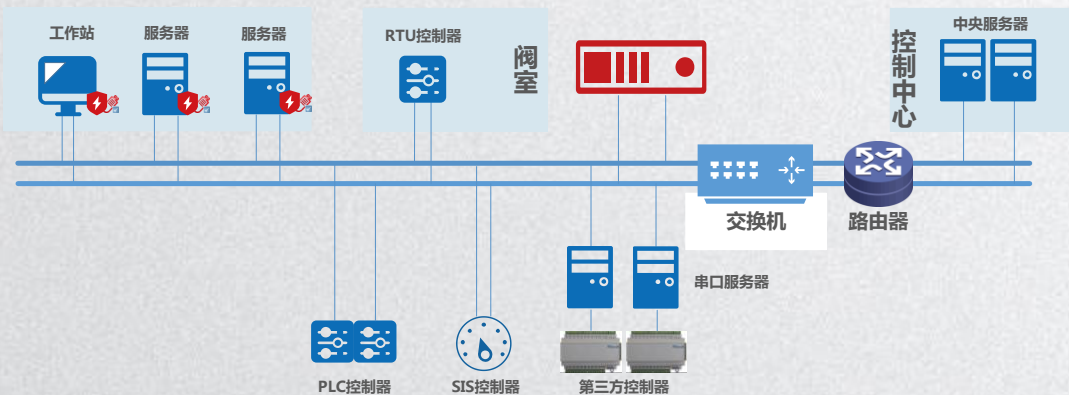 工作站
服务器
服务器
RTU控制器
阀室
控制中心
中央服务器
交换机
路由器
串口服务器
PLC控制器
SIS控制器
第三方控制器